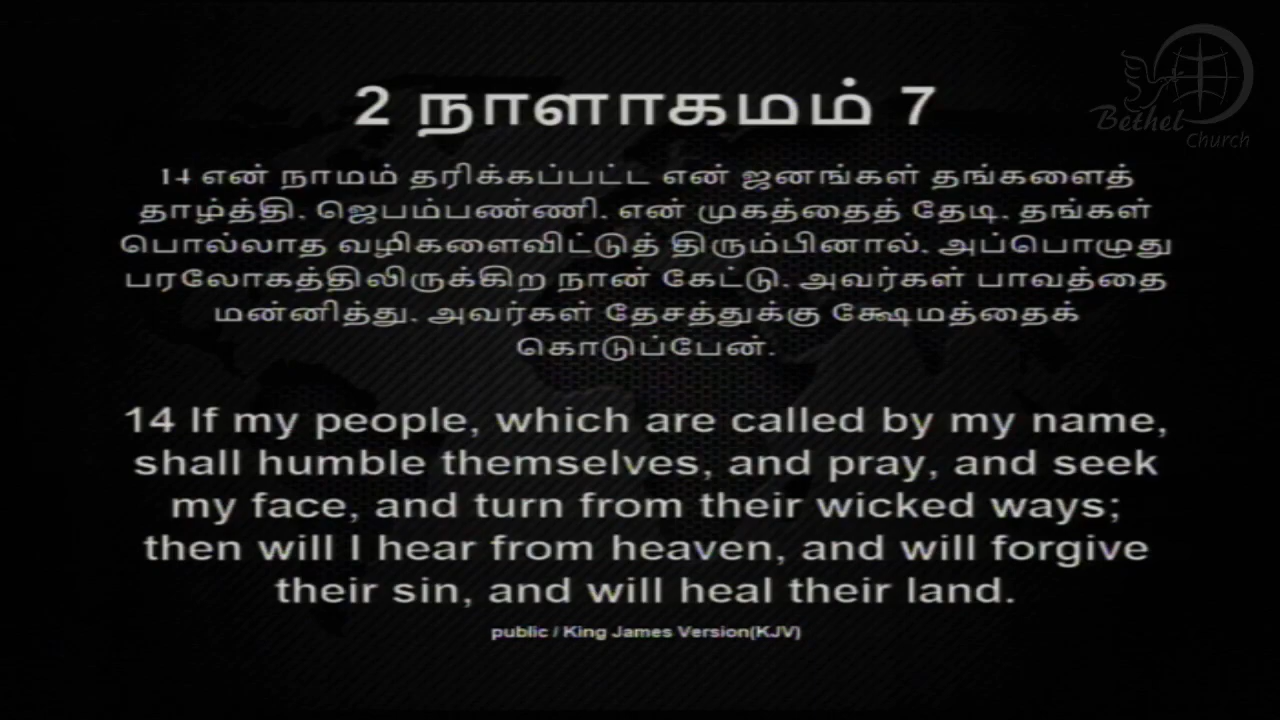 Bethel
Church
2 நாளாகமம் 7
14 என் நாமம் தரிக்கப்பட்ட என் ஜனங்கள் தங்களைத்
தாழ்த்தி. ஜெபம்பண்ணி. என் முகத்தைத் தேடி. தங்கள்
பொல்லாத வழிகளைவிட்டுத் திரும்பினால். அப்பொழுது
பரலோகத்திலிருக்கிற நான் கேட்டு. அவர்கள் பாவத்தை
மன்னித்து. அவர்கள் தேசத்துக்கு க்ஷேமத்தைக்
கொடுப்பேன்.
14 If my people, which are called by my name,
shall humble themselves, and pray, and seek
my face, and turn from their wicked ways;
then will I hear from heaven, and will forgive
their sin, and will heal their land.
public / King James Version(KJV)